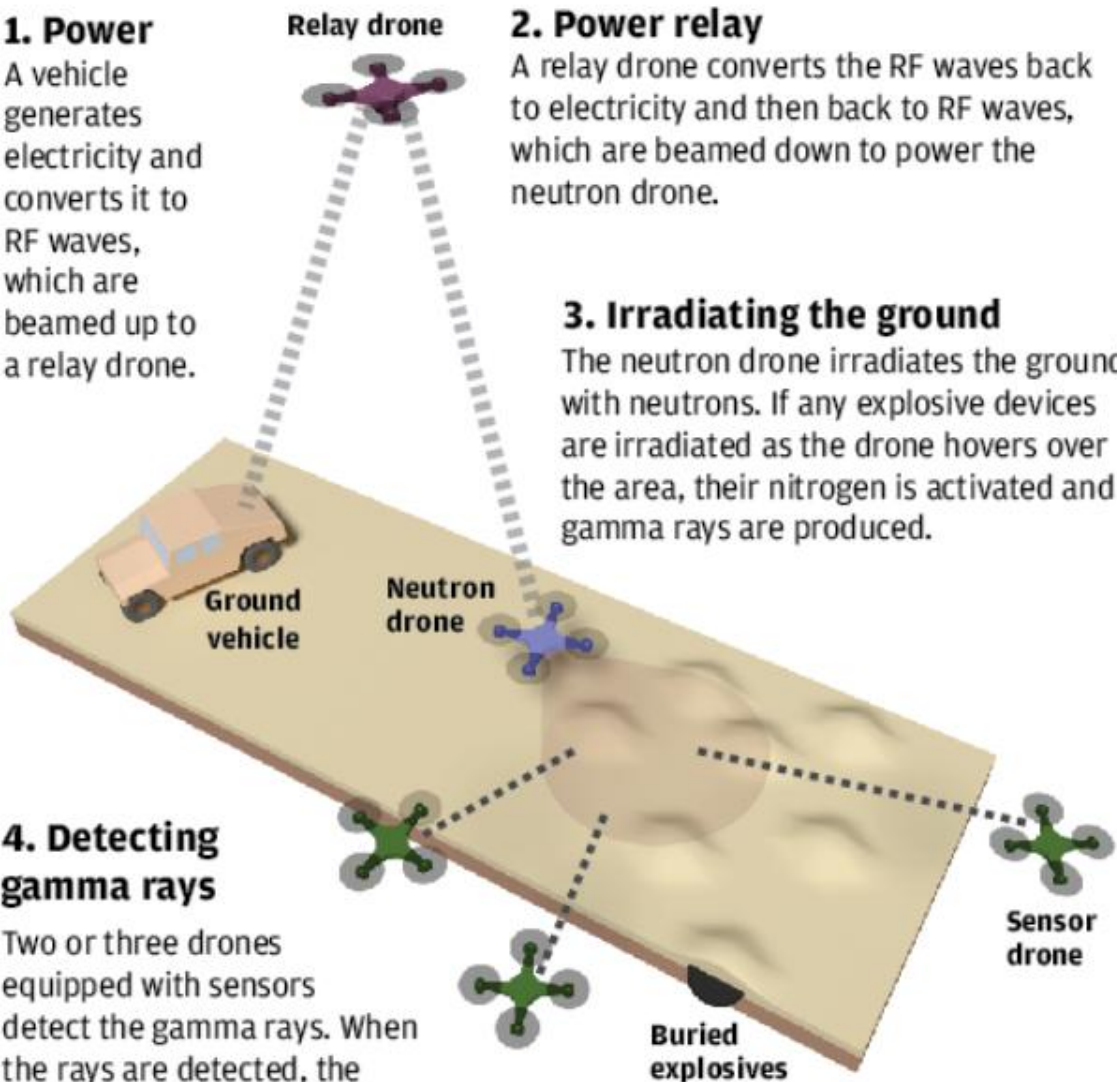 1. Power
A vehicle
generates
electricity and
converts it to
RF waves,
which are
beamed up to
a relay drone.
Relay drone
2. Power relay
A relay drone converts the RF waves back
to electricity and then back to RF waves,
which are beamed down to power the
neutron drone.
3. Irradiating the ground
The neutron drone irradiates the ground
with neutrons. If any explosive devices
are irradiated as the drone hovers over
the area, their nitrogen is activated and
gamma rays are produced.
Ground
vehicle
Neutron
drone
4. Detecting
gamma rays
Two or three drones
equipped with sensors
detect the gamma rays. When
the rays are detected, the
Sensor
drone
Buried
explosives